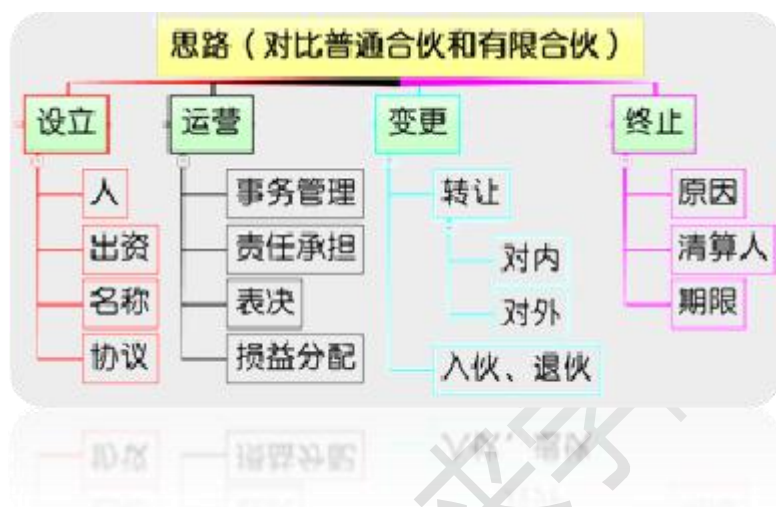 思路（对比普通合伙和有限合伙）
设立
人
出资
名称
协议
运营
事务管理
责任承担
表决
损益分配
变更
转让
对内
对外
入伙、退伙
终止
原因
清算人
期限